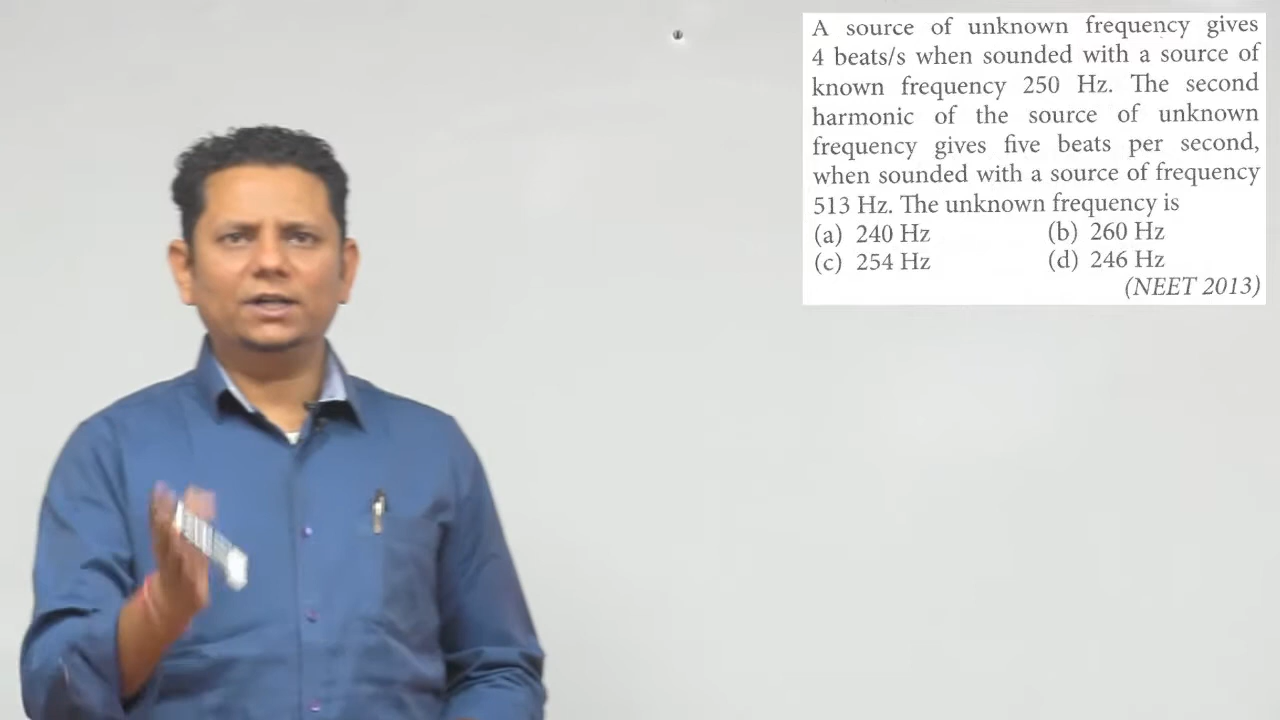 A source of unknown frequency gives
4 beats/s when sounded with a source of
known frequency 250 Hz. The second
harmonic of the source of unknown
frequency gives five beats per second,
when sounded with a source of frequency
513 Hz. The unknown frequency is
(a) 240 Hz (b) 260 Hz
(c) 254 Hz (d) 246 Hz
(NEET 2013)